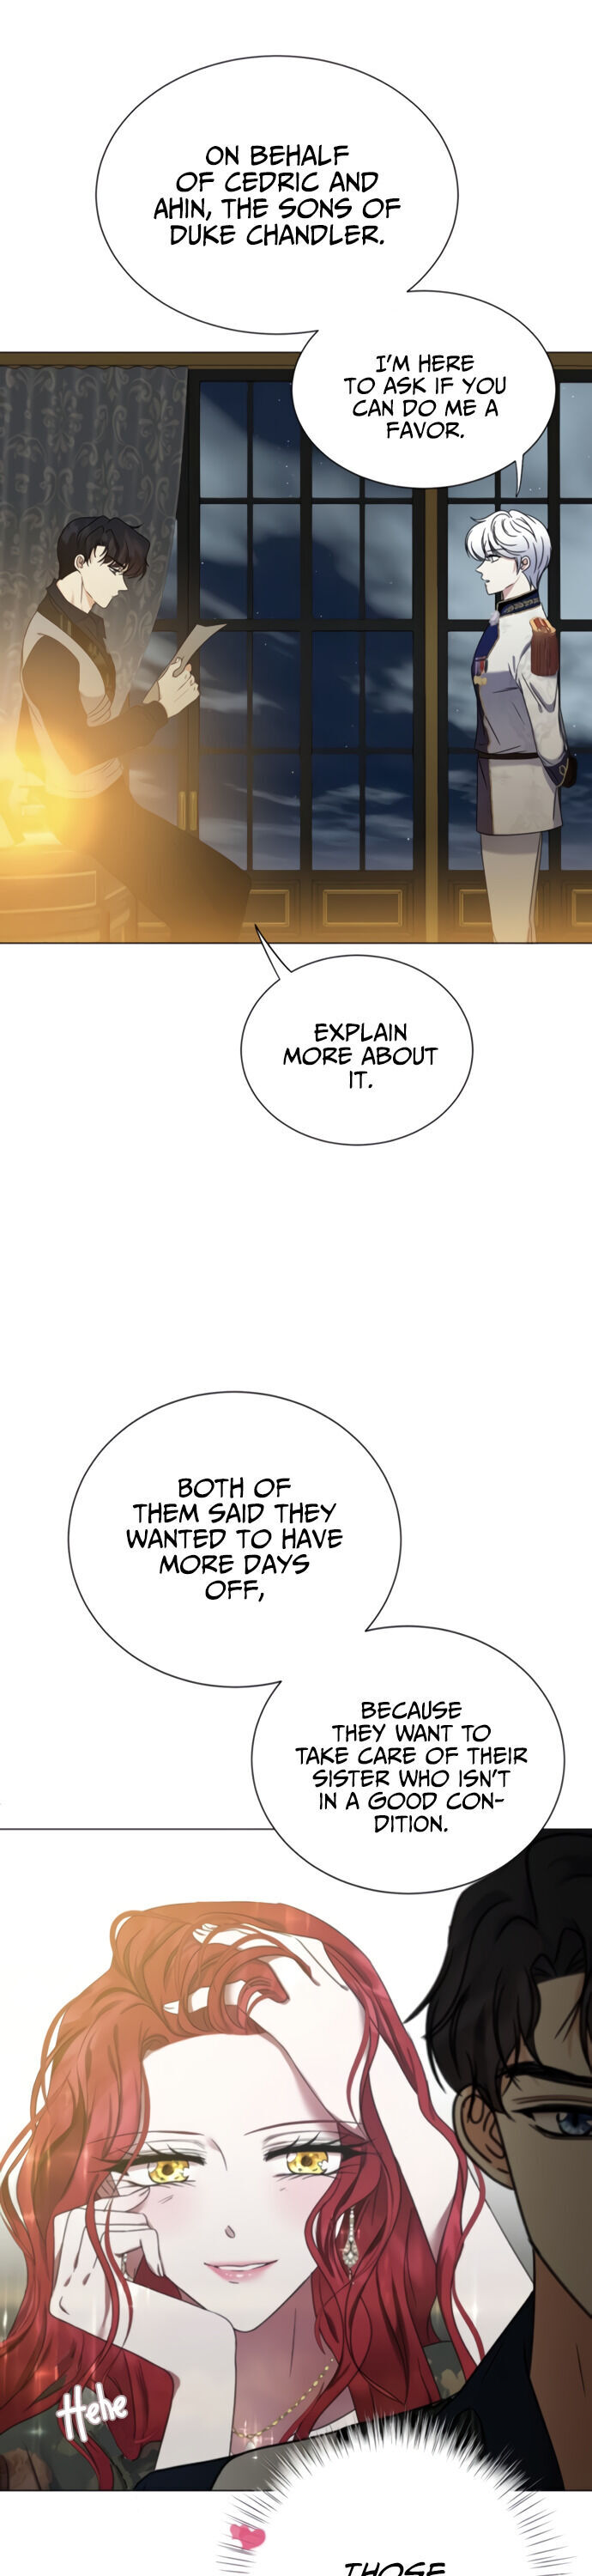 ON BEHALF
OF CEDRIC AND
AHIN, THE SONS OF
DUKE CHANDLER.
I'M HERE
TO ASK IF YOU
CAN DO ME A
FAVOR.
EXPLAIN
MORE ABOUT
IT.
BOTH OF
THEM SAID THEY
WANTED TO HAVE
MORE DAYS
OFF,
BECAUSE
THEY WANT TO
TAKE CARE OF THEIR
SISTER WHO ISN'T
IN A GOOD CON-
DITION.
Hehe
THOSE